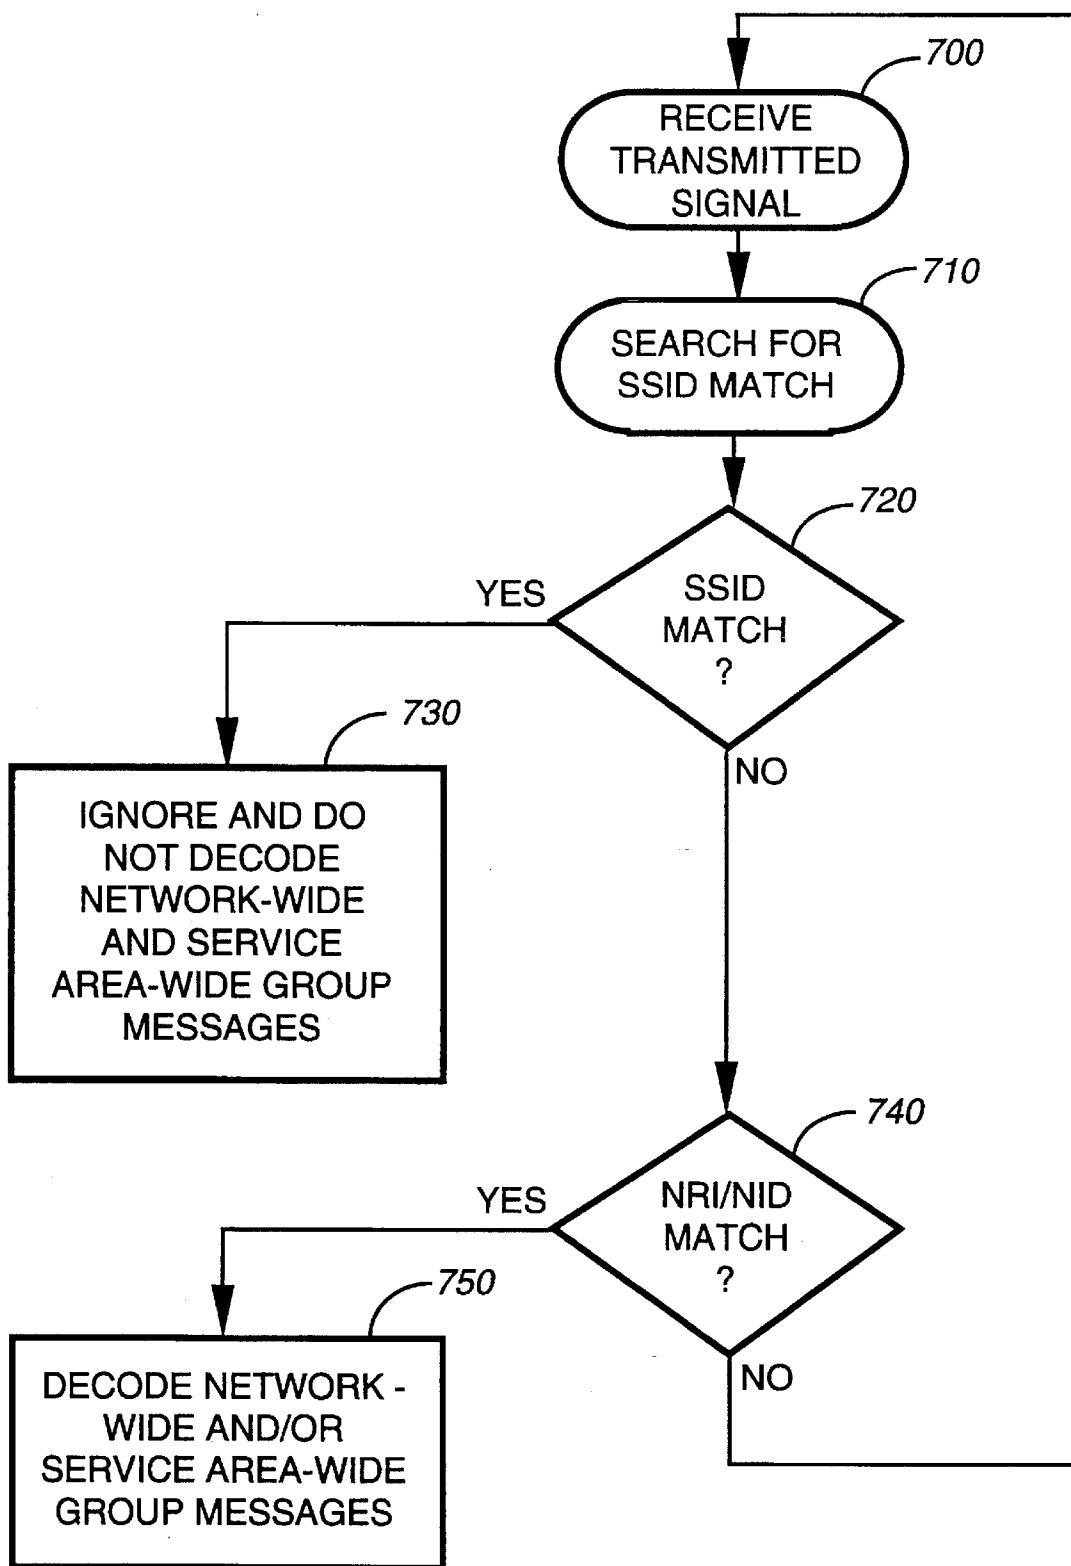 700
RECEIVE
TRANSMITTED
SIGNAL
710
SEARCH FOR
SSID MATCH
720
YES
SSID
MATCH
?
NO
730
IGNORE AND DO
NOT DECODE
NETWORK-WIDE
AND SERVICE
AREA-WIDE GROUP
MESSAGES
740
YES
NRI/NID
MATCH
?
NO
750
DECODE NETWORK -
WIDE AND/OR
SERVICE AREA-WIDE
GROUP MESSAGES